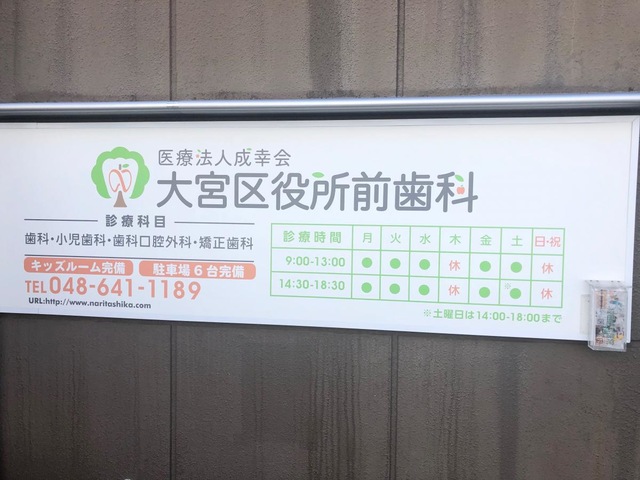 医療法人成幸会
大宮区役所前歯科
診療科目
歯科・小児歯科・歯科口腔外科・矯正歯科
キッズルーム完備 駐車場6台完備
TEL 048-641-1189
URL:http://www.naritashika.com
診療時間 月 火 水 木 金 土 日・祝
9:00-13:00 ● ● ● 休 ● ● 休
14:30-18:30 ● ● ● 休 ● ※● 休
※土曜日は14:00-18:00まで